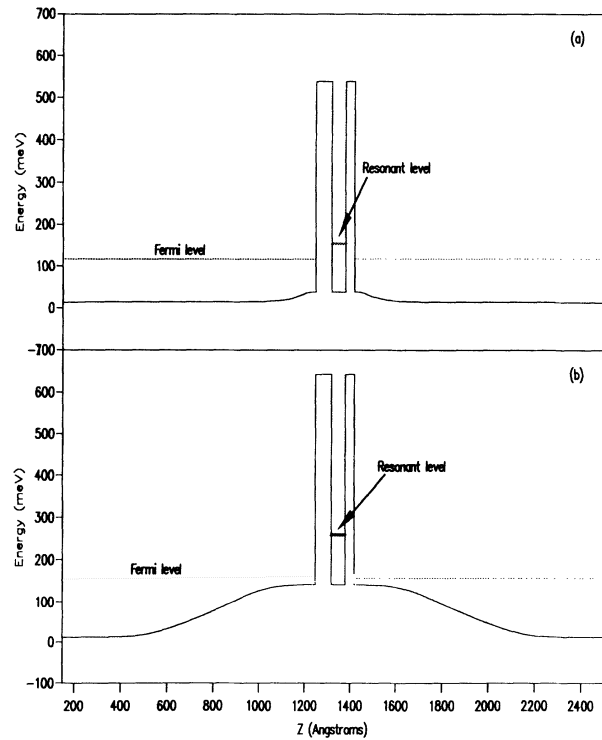 700
(a)
600
500
400
Resonant level
300
200
Fermi level
100
0
Energy (meV)
-700
(b)
600
500
400
Resonant level
300
200
Fermi level
100
0
-100
Energy (meV)
200 400 600 800 1000 1200 1400 1600 1800 2000 2200 2400
Z (Angstroms)